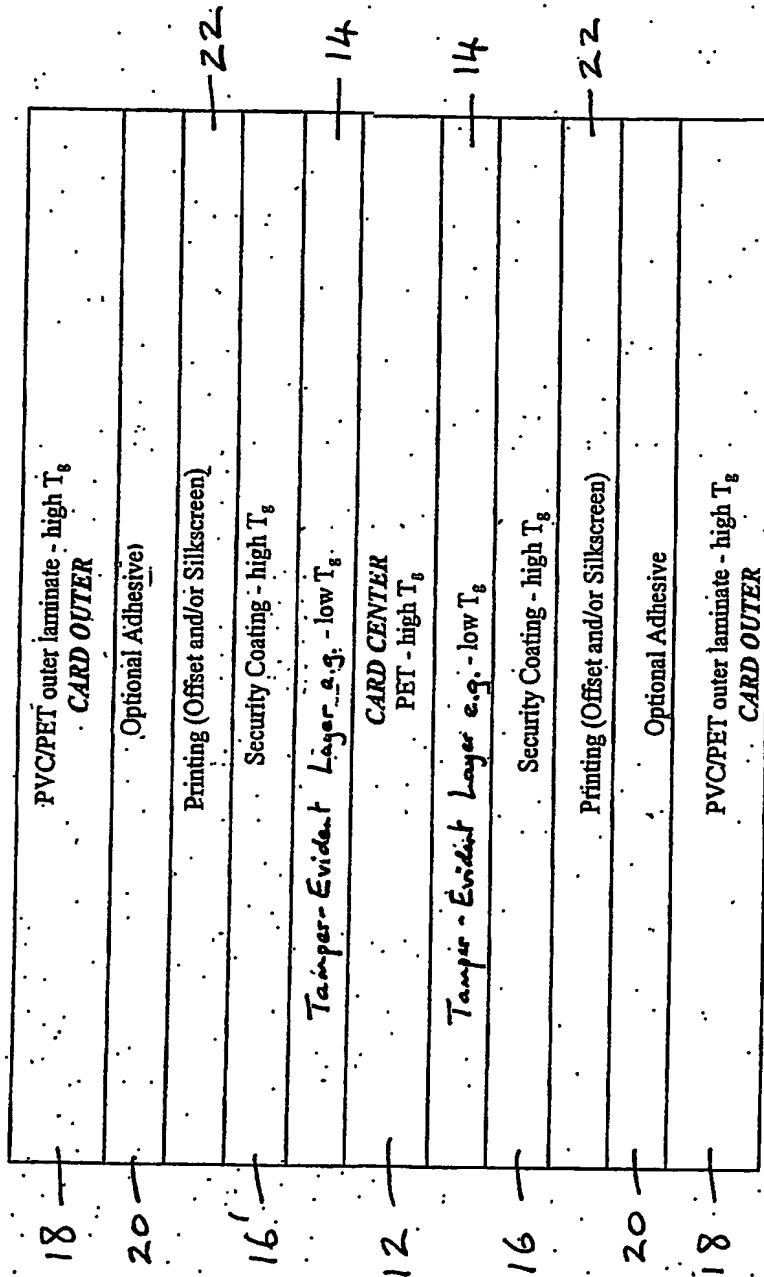 PVC/PET outer laminate - high Tg
CARD OUTER
18
Optional Adhesive)
20
Printing (Offset and/or Silkscreen)
22
Security Coating - high Tg
16'
Tamper-Evident Layer e.g. - low Tg
14
CARD CENTER
PET - high Tg
12
Tamper-Evident Layer e.g. - low Tg
14
Security Coating - high Tg
16
Printing (Offset and/or Silkscreen)
22
Optional Adhesive
20
PVC/PET outer laminate - high Tg
CARD OUTER
18